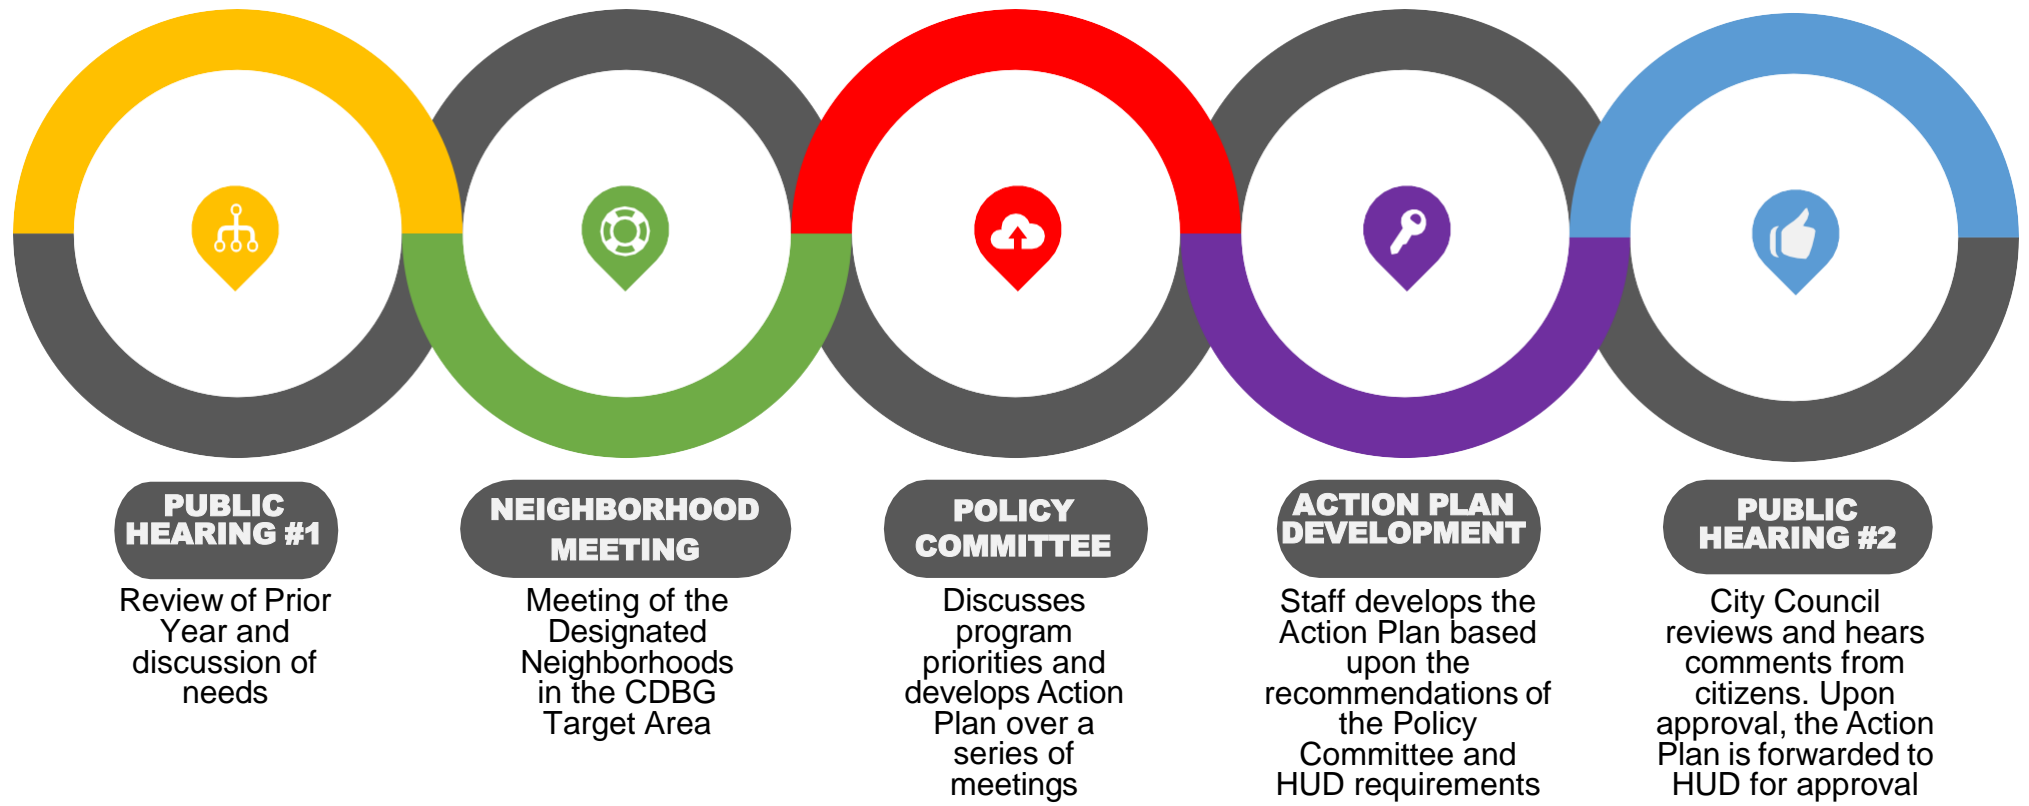 PUBLIC
HEARING #1
Review of Prior
Year and
discussion of
needs
NEIGHBORHOOD
MEETING
Meeting of the
Designated
Neighborhoods
in the CDBG
Target Area
POLICY
COMMITTEE
Discusses
program
priorities and
develops Action
Plan over a
series of
meetings
ACTION PLAN
DEVELOPMENT
Staff develops the
Action Plan based
upon the
recommendations of
the Policy
Committee and
HUD requirements
PUBLIC
HEARING #2
City Council
reviews and hears
comments from
citizens. Upon
approval, the Action
Plan is forwarded to
HUD for approval